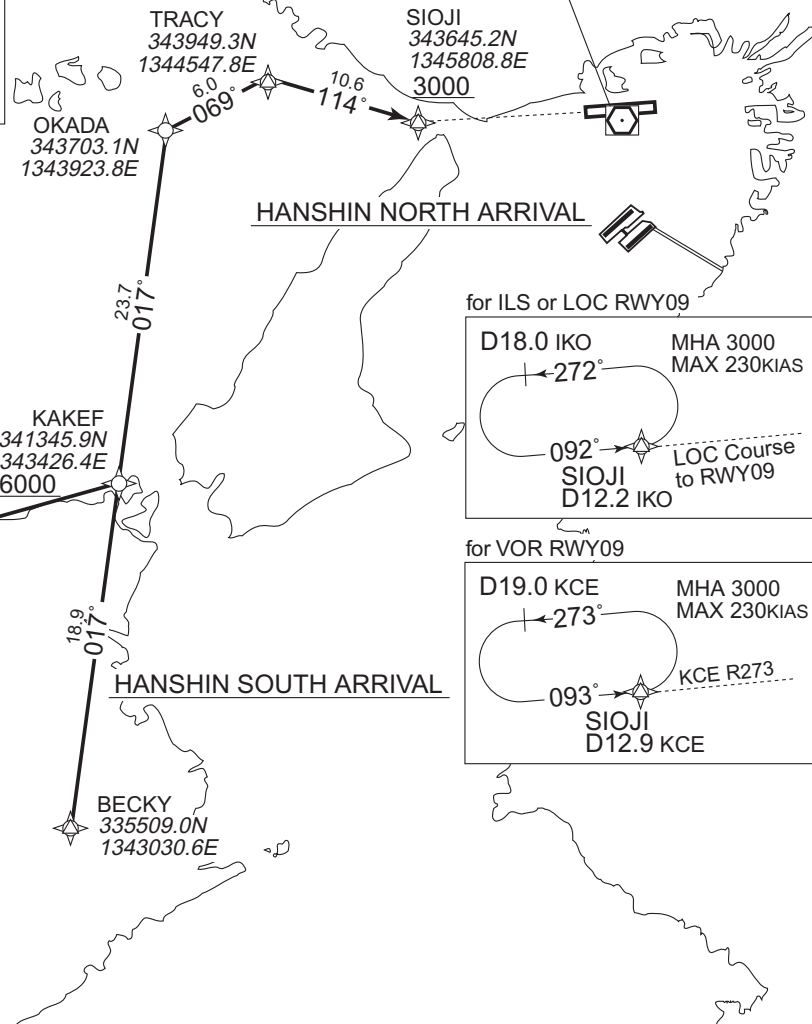 TRACY
343949.3N
1344547.8E
SIOJI
343645.2N
1345808.8E
3000
6.0
069°
10.6
114°
OKADA
343703.1N
1343923.8E
HANSHIN NORTH ARRIVAL
23.7
017°
for ILS or LOC RWY09
D18.0 IKO
MHA 3000
MAX 230KIAS
272°
092°
SIOJI
D12.2 IKO
LOC Course
to RWY09
KAKEF
341345.9N
343426.4E
6000
for VOR RWY09
D19.0 KCE
MHA 3000
MAX 230KIAS
273°
093°
KCE R273
SIOJI
D12.9 KCE
18.9
017°
HANSHIN SOUTH ARRIVAL
BECKY
335509.0N
1343030.6E